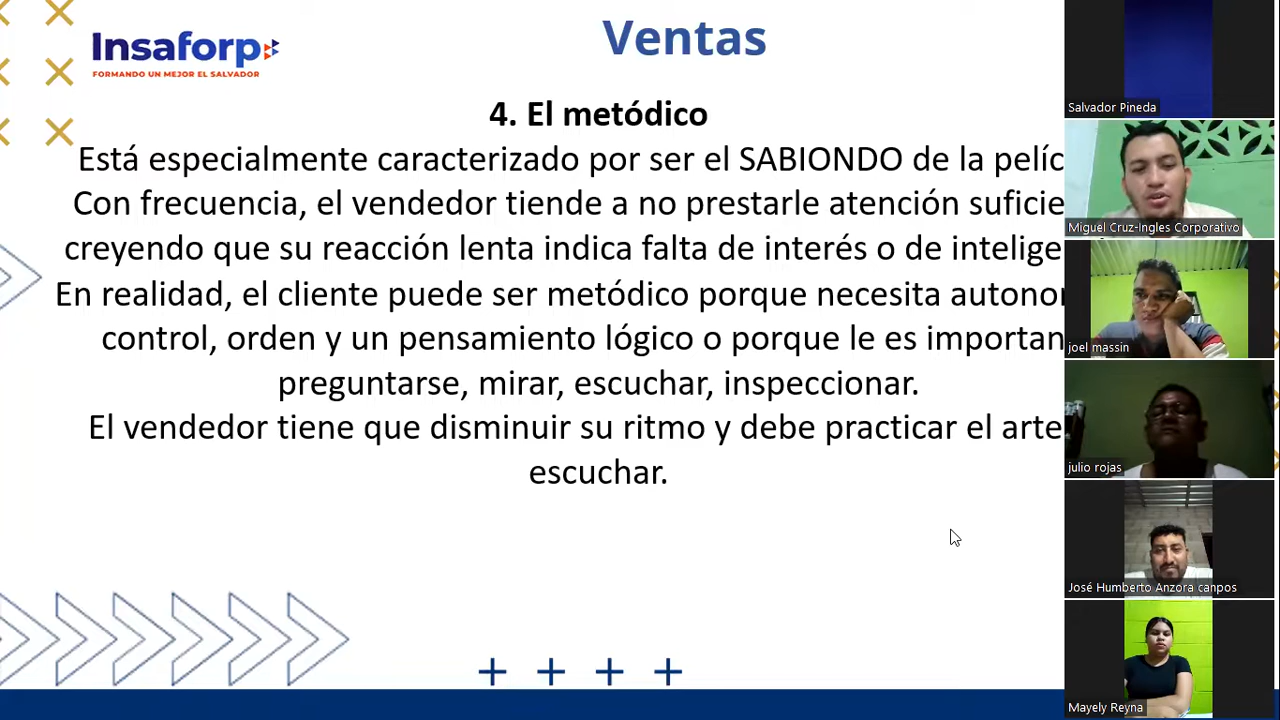 Insaforp
FORMANDO UN MEJOR EL SALVADOR
Ventas
4. El metódico
Está especialmente caracterizado por ser el SABIONDO de la pelíc
Con frecuencia, el vendedor tiende a no prestarle atención suficie
creyendo que su reacción lenta indica falta de interés o de intelige
En realidad, el cliente puede ser metódico porque necesita autonor
control, orden y un pensamiento lógico o porque le es importan
preguntarse, mirar, escuchar, inspeccionar.
El vendedor tiene que disminuir su ritmo y debe practicar el arte
escuchar.
Salvador Pineda
Miguel Cruz-Ingles Corporativo
joel massin
julio rojas
José Humberto Anzora canpos
Mayely Reyna